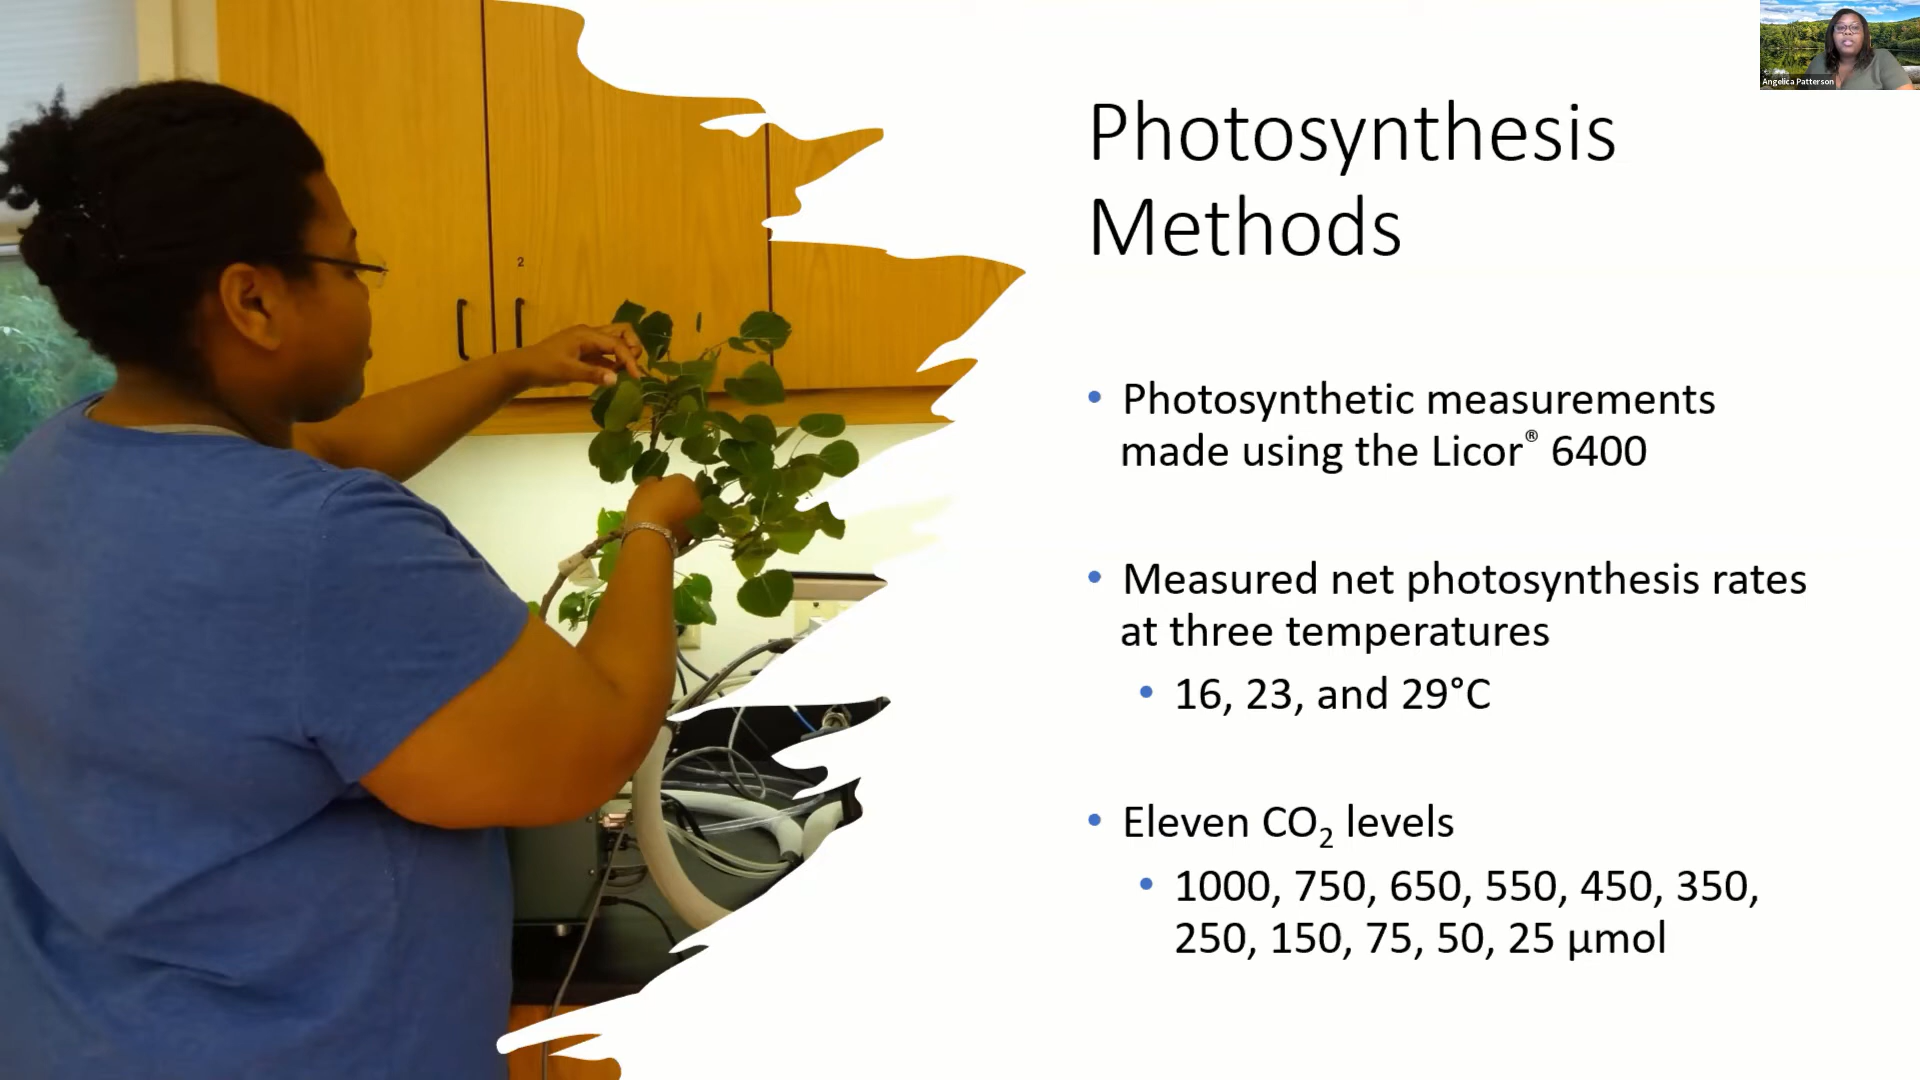 Angelica Patterson
Photosynthesis
Methods
2
• Photosynthetic measurements
made using the Licor® 6400
• Measured net photosynthesis rates
at three temperatures
• 16, 23, and 29°C
• Eleven CO₂ levels
• 1000, 750, 650, 550, 450, 350,
250, 150, 75, 50, 25 µmol